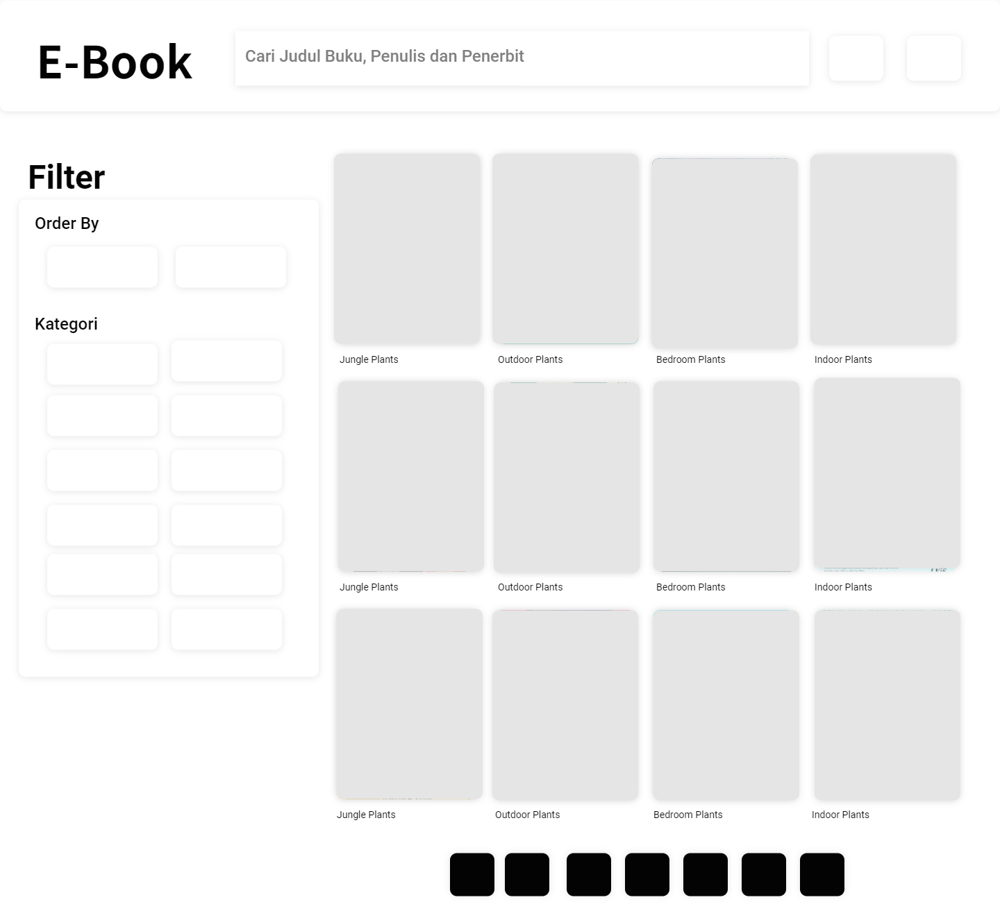 E-Book
Cari Judul Buku, Penulis dan Penerbit
Filter
Order By
Kategori
Jungle Plants
Outdoor Plants
Bedroom Plants
Indoor Plants
Jungle Plants
Outdoor Plants
Bedroom Plants
Indoor Plants
Jungle Plants
Outdoor Plants
Bedroom Plants
Indoor Plants